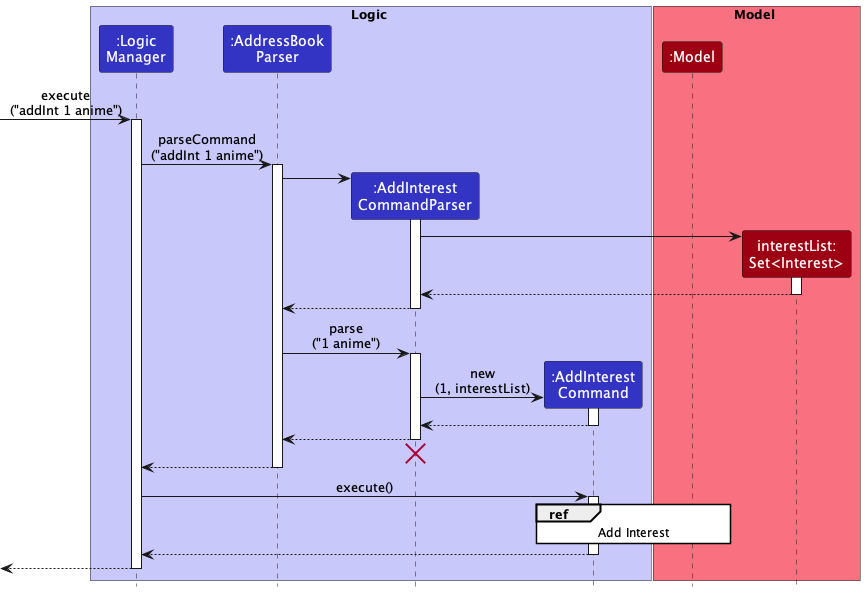 Logic
Model
:Logic
Manager
:AddressBook
Parser
:Model
execute
("addInt 1 anime")
parseCommand
("addInt 1 anime")
:AddInterest
CommandParser
interestList:
Set<Interest>
parse
("1 anime")
new
(1, interestList)
:AddInterest
Command
execute()
ref
Add Interest